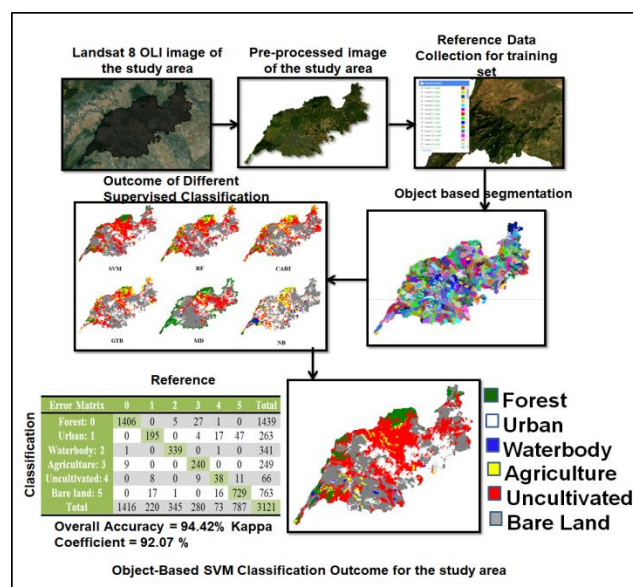 Landsat 8 OLI image of
the study area
Pre-processed image
of the study area
Reference Data
Collection for training
set
Object based segmentation
Outcome of Different
Supervised Classification
SVM RF CART
GTB MD NB
Reference
Classification
Error Matrix 0 1 2 3 4 5 Total
Forest: 0 1406 0 5 27 1 0 1439
Urban: 1 0 195 0 4 17 47 263
Waterbody: 2 1 0 339 0 1 0 341
Agriculture: 3 9 0 0 240 0 0 249
Uncultivated: 4 0 8 0 9 38 11 66
Bare land: 5 0 17 1 0 16 729 763
Total 1416 220 345 280 73 787 3121
Overall Accuracy = 94.42% Kappa
Coefficient = 92.07 %
Forest
Urban
Waterbody
Agriculture
Uncultivated
Bare Land
Object-Based SVM Classification Outcome for the study area